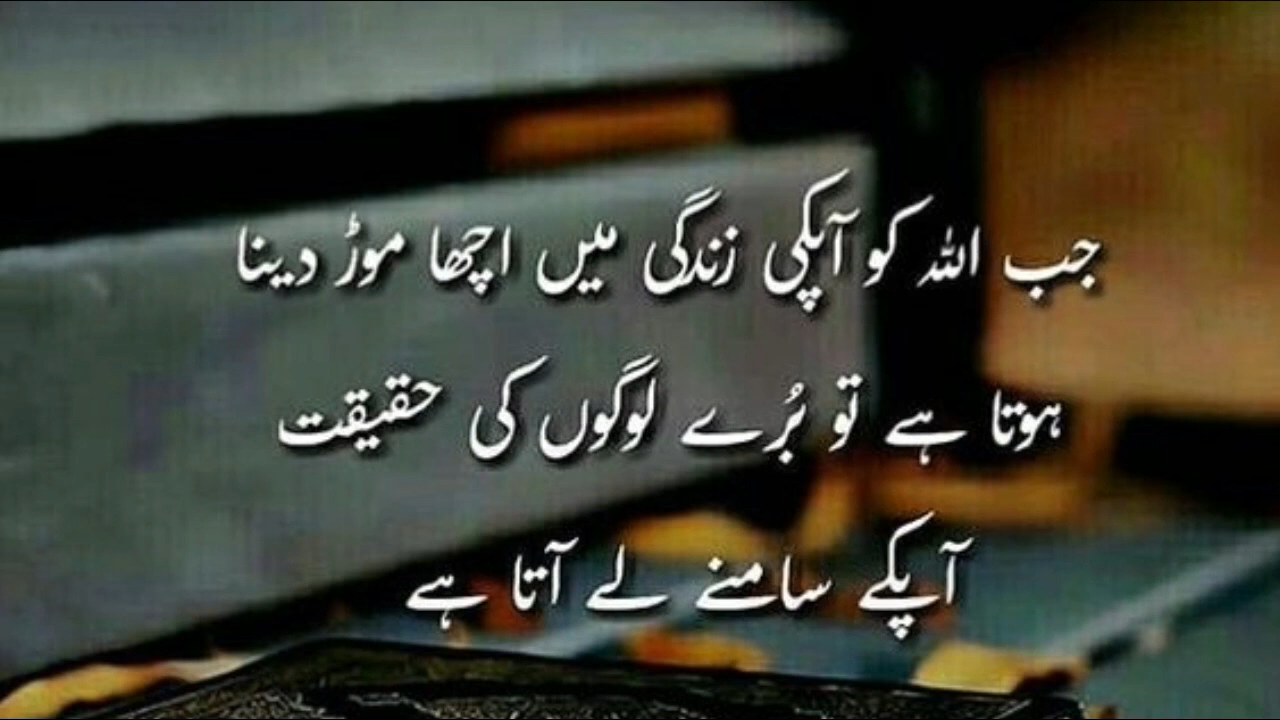 جب اللہ کو آپکی زندگی میں اچھا موڑ دینا
ہوتا ہے تو بُرے لوگوں کی حقیقت
آپکے سامنے لے آتا ہے